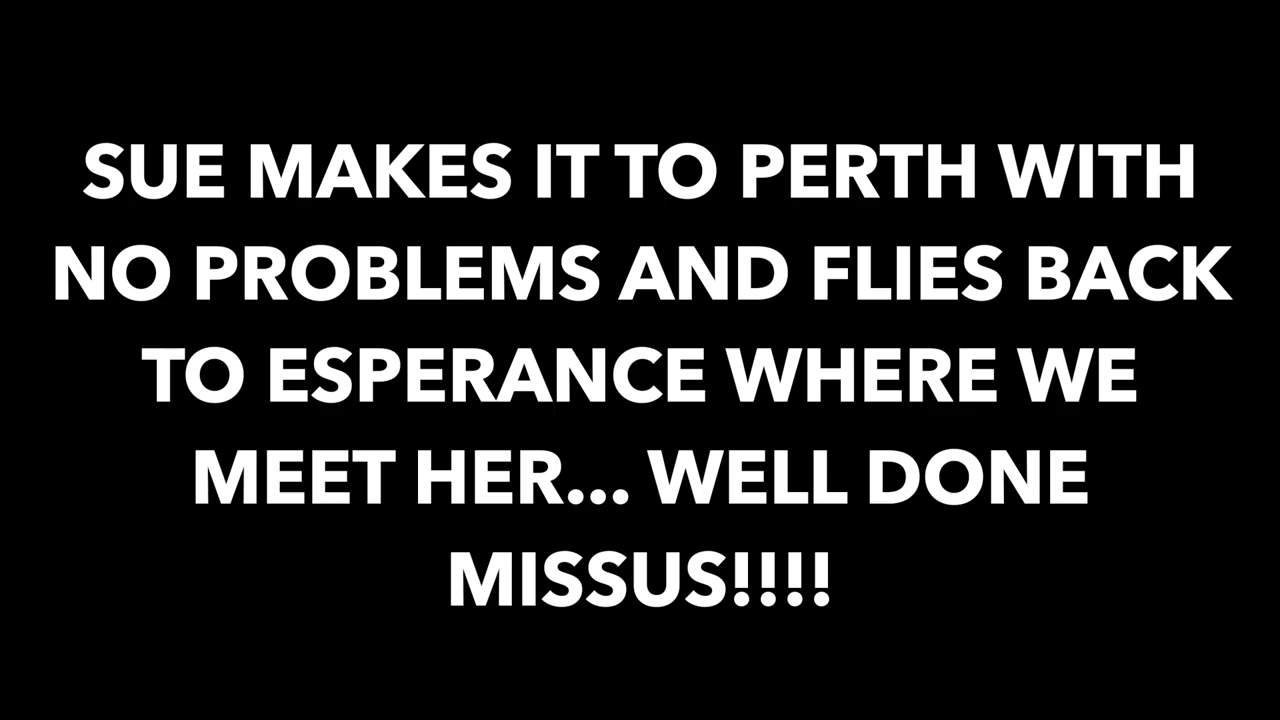 SUE MAKES IT TO PERTH WITH
NO PROBLEMS AND FLIES BACK
TO ESPERANCE WHERE WE
MEET HER... WELL DONE
MISSUS!!!!